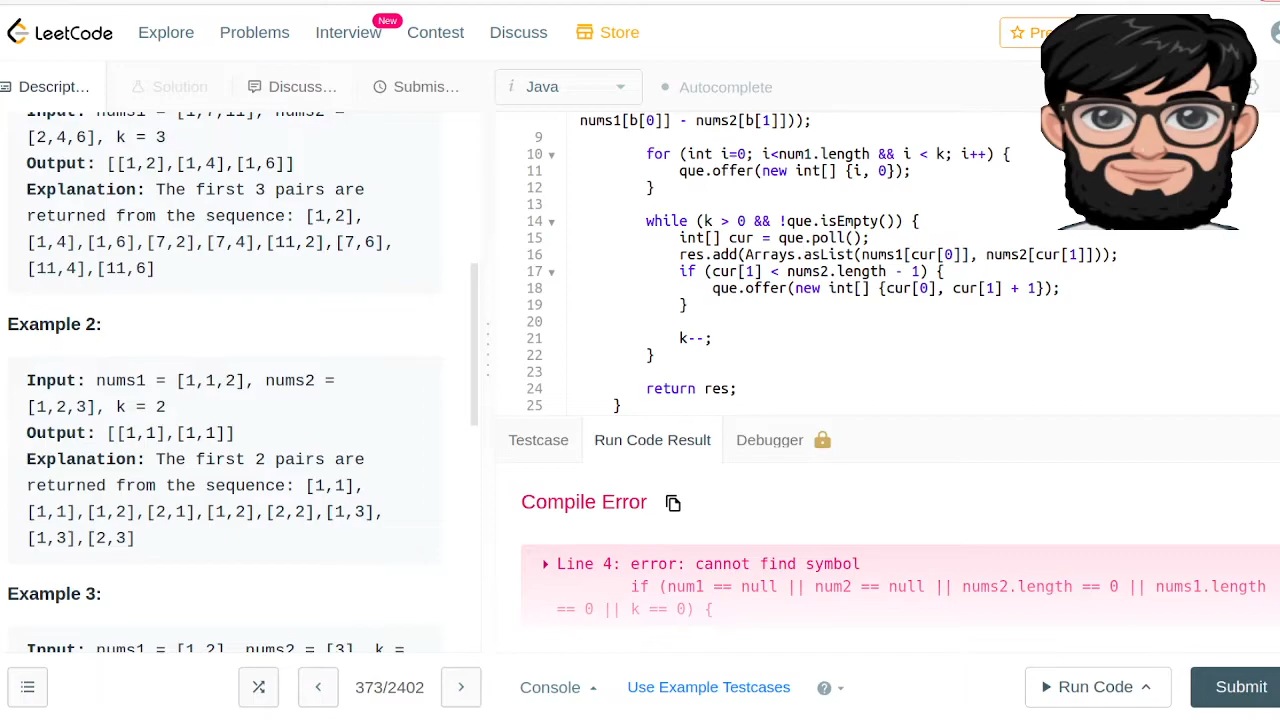 LeetCode Explore Problems Interview New Contest Discuss Store
Descript... Solution Discuss... Submis... i Java Autocomplete
[2,4,6], k = 3
Output: [[1,2],[1,4],[1,6]]
Explanation: The first 3 pairs are
returned from the sequence: [1,2],
[1,4],[1,6],[7,2],[7,4],[11,2],[7,6],
[11,4],[11,6]
Example 2:
Input: nums1 = [1,1,2], nums2 =
[1,2,3], k = 2
Output: [[1,1],[1,1]]
Explanation: The first 2 pairs are
returned from the sequence: [1,1],
[1,1],[1,2],[2,1],[1,2],[2,2],[1,3],
[1,3],[2,3]
Example 3:
Input: nums1 = [1,2], nums2 = [3], k =
nums1[b[0]] - nums2[b[1]]));
9
10 for (int i=0; i<num1.length && i < k; i++) {
11 que.offer(new int[] {i, 0});
12 }
13
14 while (k > 0 && !que.isEmpty()) {
15 int[] cur = que.poll();
16 res.add(Arrays.asList(nums1[cur[0]], nums2[cur[1]]));
17 if (cur[1] < nums2.length - 1) {
18 que.offer(new int[] {cur[0], cur[1] + 1});
19 }
20
21 k--;
22 }
23
24 return res;
25 }
Testcase Run Code Result Debugger
Compile Error
Line 4: error: cannot find symbol
if (num1 == null || num2 == null || nums2.length == 0 || nums1.length
== 0 || k == 0) {
373/2402 Console Use Example Testcases ? Run Code Submit